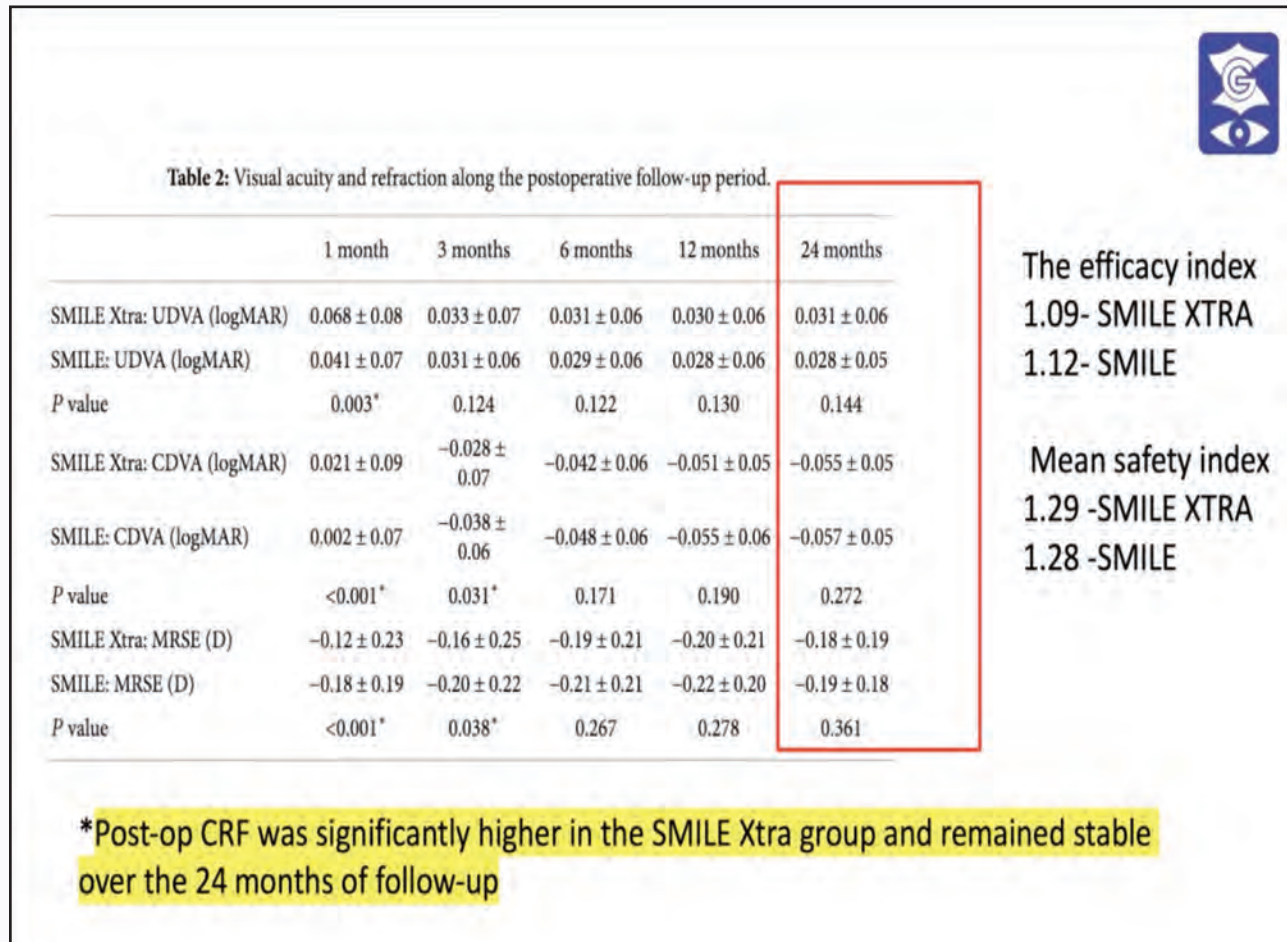 G
Table 2: Visual acuity and refraction along the postoperative follow-up period.
1 month 3 months 6 months 12 months 24 months
SMILE Xtra: UDVA (logMAR) 0.068 ± 0.08 0.033 ± 0.07 0.031 ± 0.06 0.030 ± 0.06 0.031 ± 0.06
SMILE: UDVA (logMAR) 0.041 ± 0.07 0.031 ± 0.06 0.029 ± 0.06 0.028 ± 0.06 0.028 ± 0.05
P value 0.003* 0.124 0.122 0.130 0.144
SMILE Xtra: CDVA (logMAR) 0.021 ± 0.09 −0.028 ± 0.07 −0.042 ± 0.06 −0.051 ± 0.05 −0.055 ± 0.05
SMILE: CDVA (logMAR) 0.002 ± 0.07 −0.038 ± 0.06 −0.048 ± 0.06 −0.055 ± 0.06 −0.057 ± 0.05
P value <0.001* 0.031* 0.171 0.190 0.272
SMILE Xtra: MRSE (D) −0.12 ± 0.23 −0.16 ± 0.25 −0.19 ± 0.21 −0.20 ± 0.21 −0.18 ± 0.19
SMILE: MRSE (D) −0.18 ± 0.19 −0.20 ± 0.22 −0.21 ± 0.21 −0.22 ± 0.20 −0.19 ± 0.18
P value <0.001* 0.038* 0.267 0.278 0.361
The efficacy index
1.09- SMILE XTRA
1.12- SMILE
Mean safety index
1.29 -SMILE XTRA
1.28 -SMILE
*Post-op CRF was significantly higher in the SMILE Xtra group and remained stable
over the 24 months of follow-up